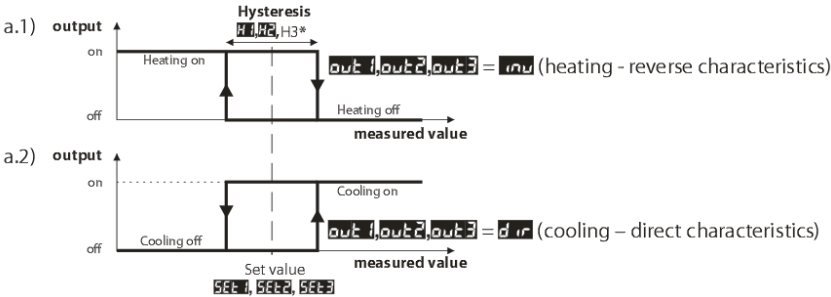 Hysteresis
a.1) output H1,H2,H3*
on Heating on
out1,out2,out3 = inv (heating - reverse characteristics)
off Heating off
measured value
a.2) output
on Cooling on
out1,out2,out3 = dir (cooling – direct characteristics)
off Cooling off
measured value
Set value
SEt1, SEt2, SEt3